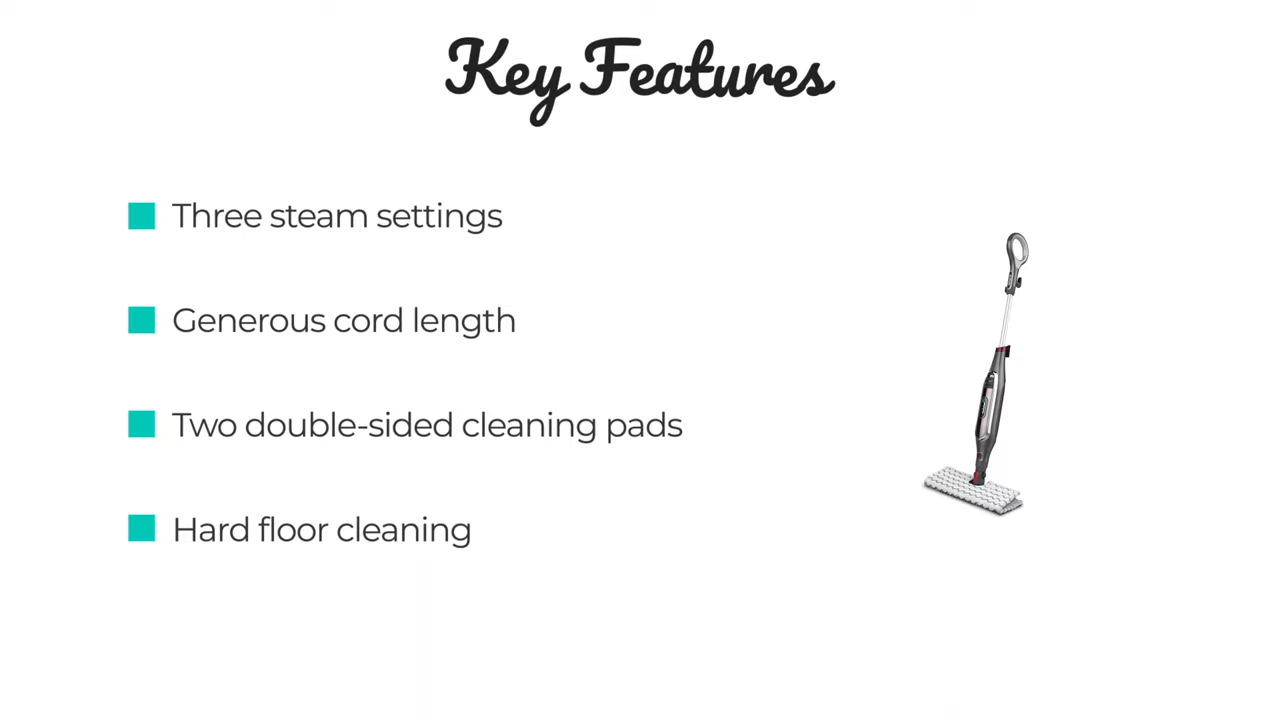 Key Features
Three steam settings
Generous cord length
Two double-sided cleaning pads
Hard floor cleaning